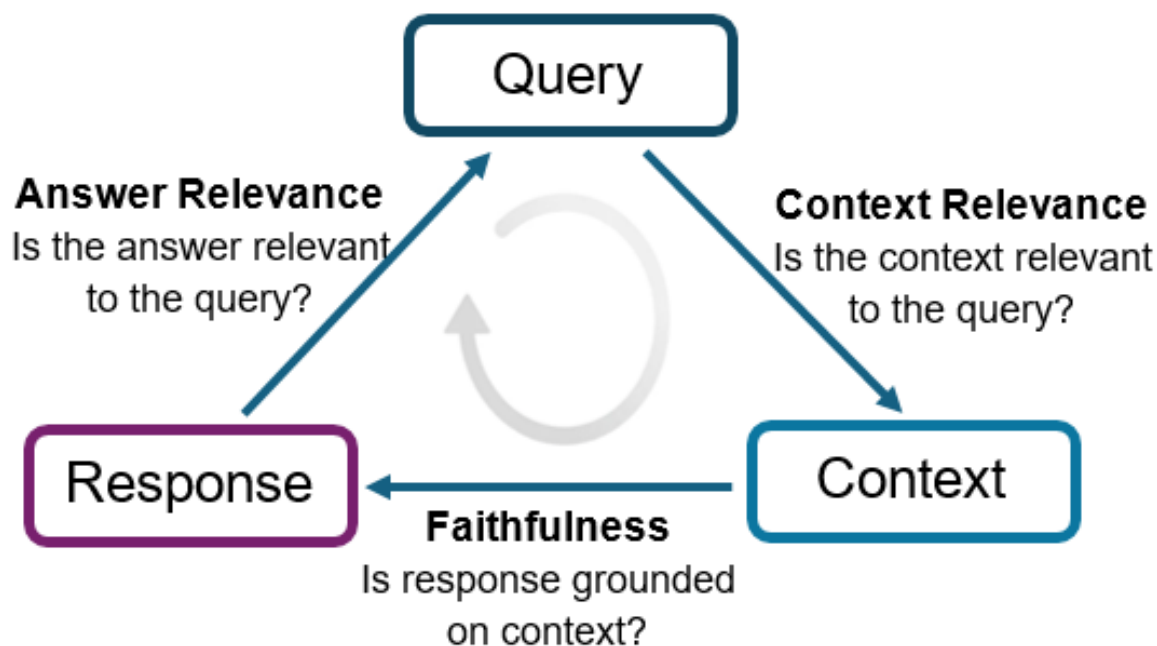 Query
Answer Relevance
Is the answer relevant
to the query?
Context Relevance
Is the context relevant
to the query?
Response
Context
Faithfulness
Is response grounded
on context?